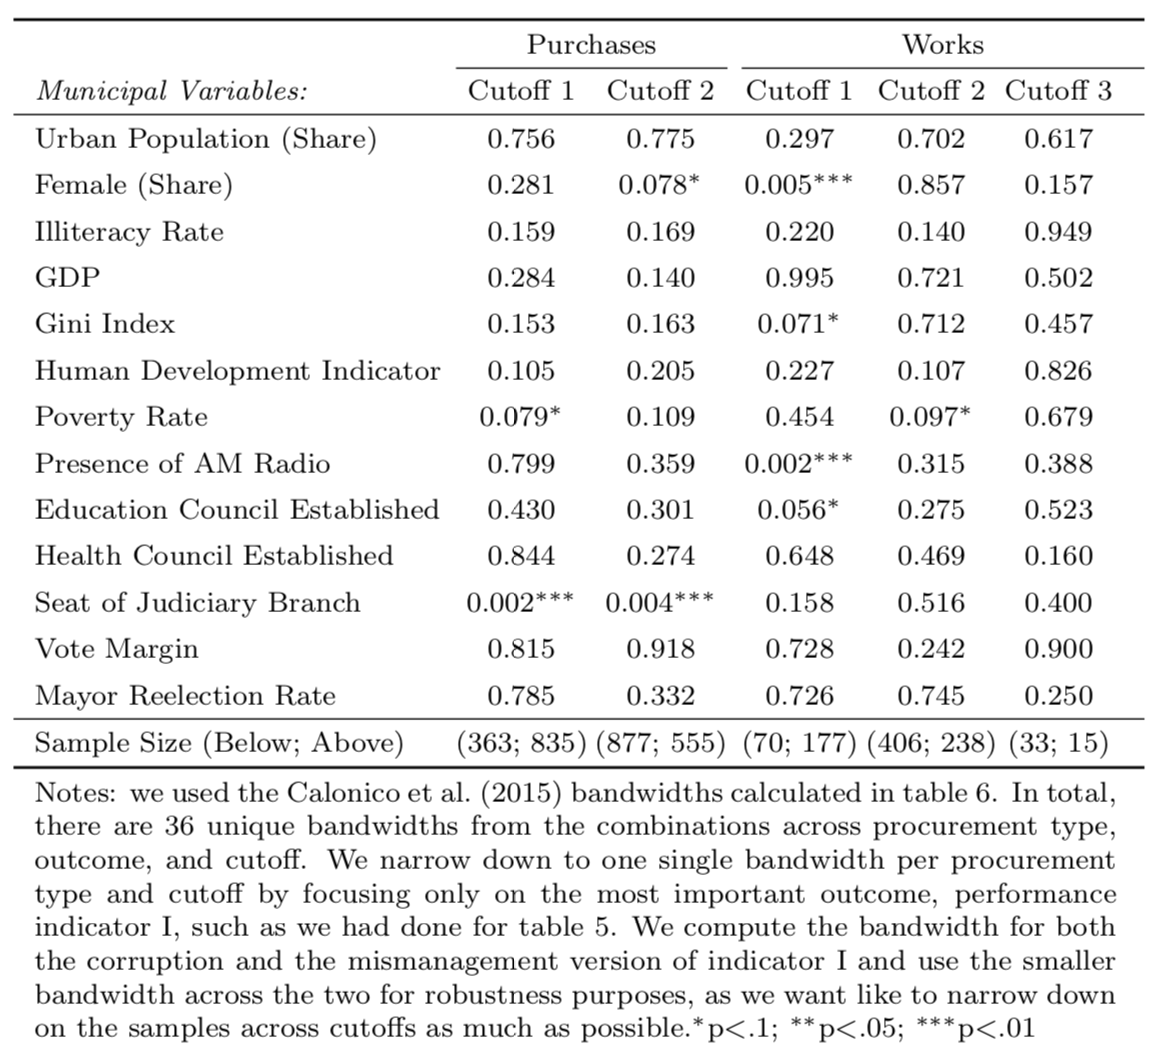 Purchases Works
Municipal Variables: Cutoff 1 Cutoff 2 Cutoff 1 Cutoff 2 Cutoff 3
Urban Population (Share) 0.756 0.775 0.297 0.702 0.617
Female (Share) 0.281 0.078* 0.005*** 0.857 0.157
Illiteracy Rate 0.159 0.169 0.220 0.140 0.949
GDP 0.284 0.140 0.995 0.721 0.502
Gini Index 0.153 0.163 0.071* 0.712 0.457
Human Development Indicator 0.105 0.205 0.227 0.107 0.826
Poverty Rate 0.079* 0.109 0.454 0.097* 0.679
Presence of AM Radio 0.799 0.359 0.002*** 0.315 0.388
Education Council Established 0.430 0.301 0.056* 0.275 0.523
Health Council Established 0.844 0.274 0.648 0.469 0.160
Seat of Judiciary Branch 0.002*** 0.004*** 0.158 0.516 0.400
Vote Margin 0.815 0.918 0.728 0.242 0.900
Mayor Reelection Rate 0.785 0.332 0.726 0.745 0.250
Sample Size (Below; Above) (363; 835) (877; 555) (70; 177) (406; 238) (33; 15)
Notes: we used the Calonico et al. (2015) bandwidths calculated in table 6. In total,
there are 36 unique bandwidths from the combinations across procurement type,
outcome, and cutoff. We narrow down to one single bandwidth per procurement
type and cutoff by focusing only on the most important outcome, performance
indicator I, such as we had done for table 5. We compute the bandwidth for both
the corruption and the mismanagement version of indicator I and use the smaller
bandwidth across the two for robustness purposes, as we want like to narrow down
on the samples across cutoffs as much as possible.*p<.1; **p<.05; ***p<.01